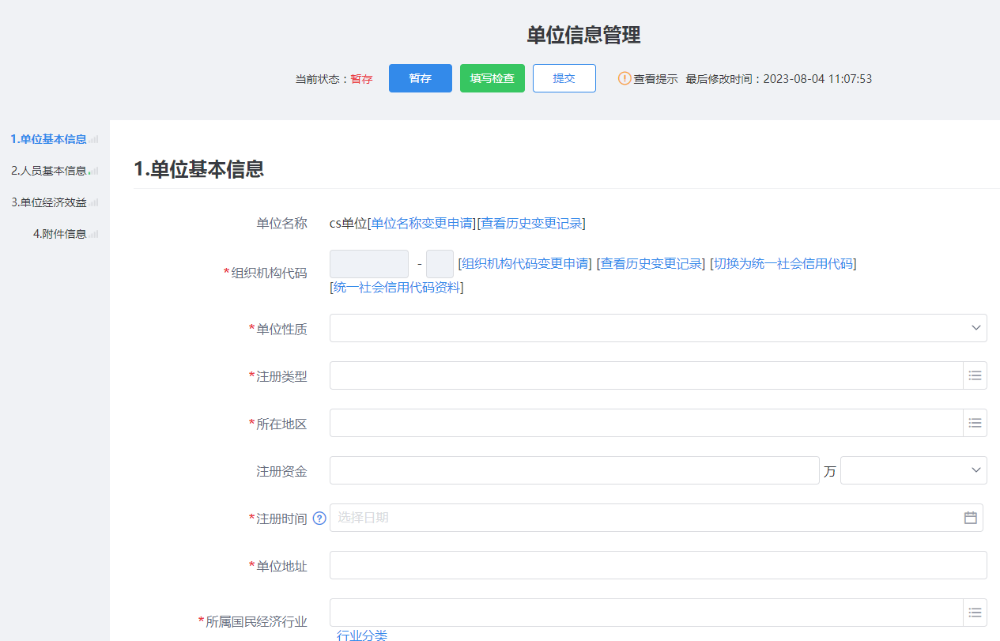 单位信息管理
当前状态：暂存 暂存 填写检查 提交 查看提示 最后修改时间：2023-08-04 11:07:53
1.单位基本信息
2.人员基本信息
3.单位经济效益
4.附件信息
1.单位基本信息
单位名称 cs单位[单位名称变更申请][查看历史变更记录]
*组织机构代码 - [组织机构代码变更申请] [查看历史变更记录] [切换为统一社会信用代码]
[统一社会信用代码资料]
*单位性质
*注册类型
*所在地区
注册资金 万
*注册时间 ? 选择日期
*单位地址
*所属国民经济行业
行业分类